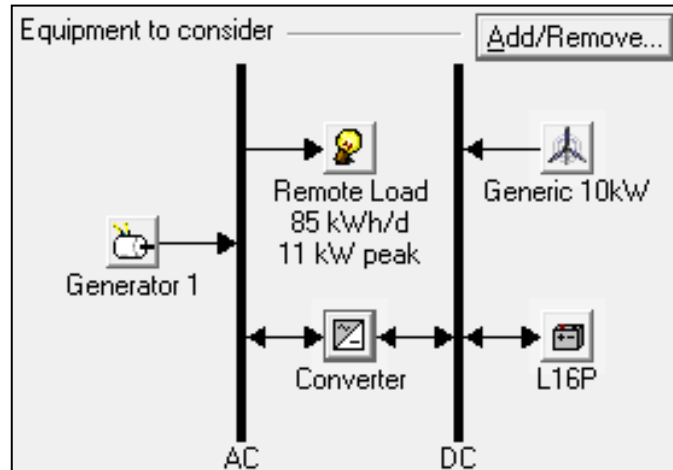 Equipment to consider
Add/Remove...
Remote Load
85 kWh/d
11 kW peak
Generic 10kW
Generator 1
Converter
L16P
AC
DC